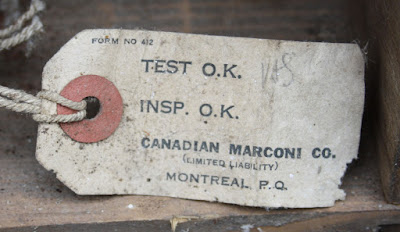 FORM NO 412
TEST O.K.
INSP. O.K.
CANADIAN MARCONI CO.
(LIMITED LIABILITY)
MONTREAL P.Q.